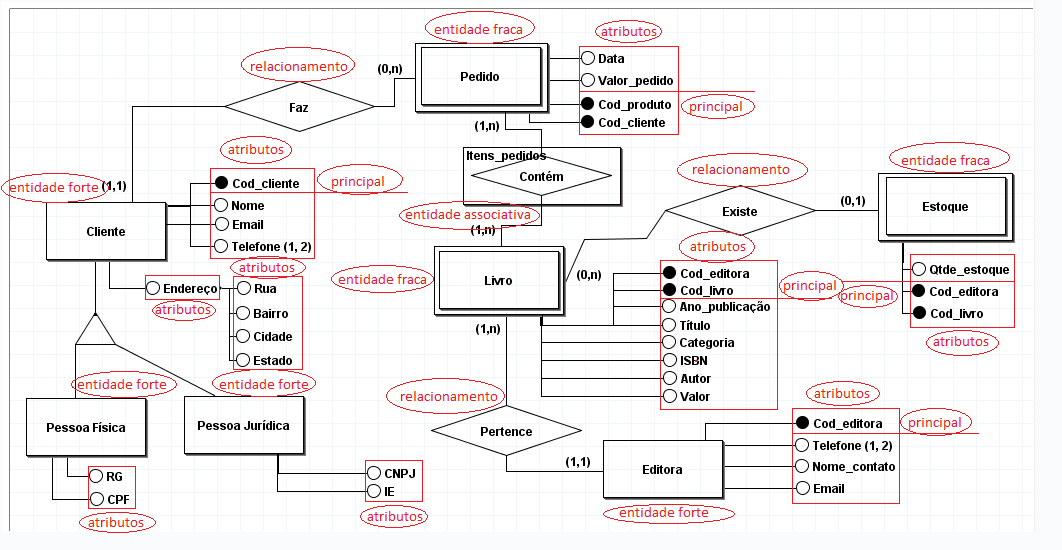 entidade fraca
atributos
relacionamento
(0,n)
Pedido
Data
Valor_pedido
Cod_produto
Cod_cliente
principal
Faz
(1,n)
atributos
Itens_pedidos
Contém
entidade fraca
relacionamento
entidade forte
(1,1)
Cod_cliente
principal
Nome
Email
Telefone (1, 2)
Cliente
entidade associativa
(1,n)
Existe
(0,1)
Estoque
atributos
atributos
Endereço
atributos
Rua
Bairro
Cidade
Estado
entidade fraca
Livro
(0,n)
Cod_editora
Cod_livro
principal
Ano_publicação
Título
Categoria
ISBN
Autor
Valor
principal
Qtde_estoque
Cod_editora
Cod_livro
atributos
(1,n)
entidade forte
entidade forte
relacionamento
atributos
Pessoa Física
Pessoa Jurídica
Pertence
Cod_editora
principal
Telefone (1, 2)
Nome_contato
Email
(1,1)
Editora
RG
CPF
CNPJ
IE
atributos
atributos
entidade forte